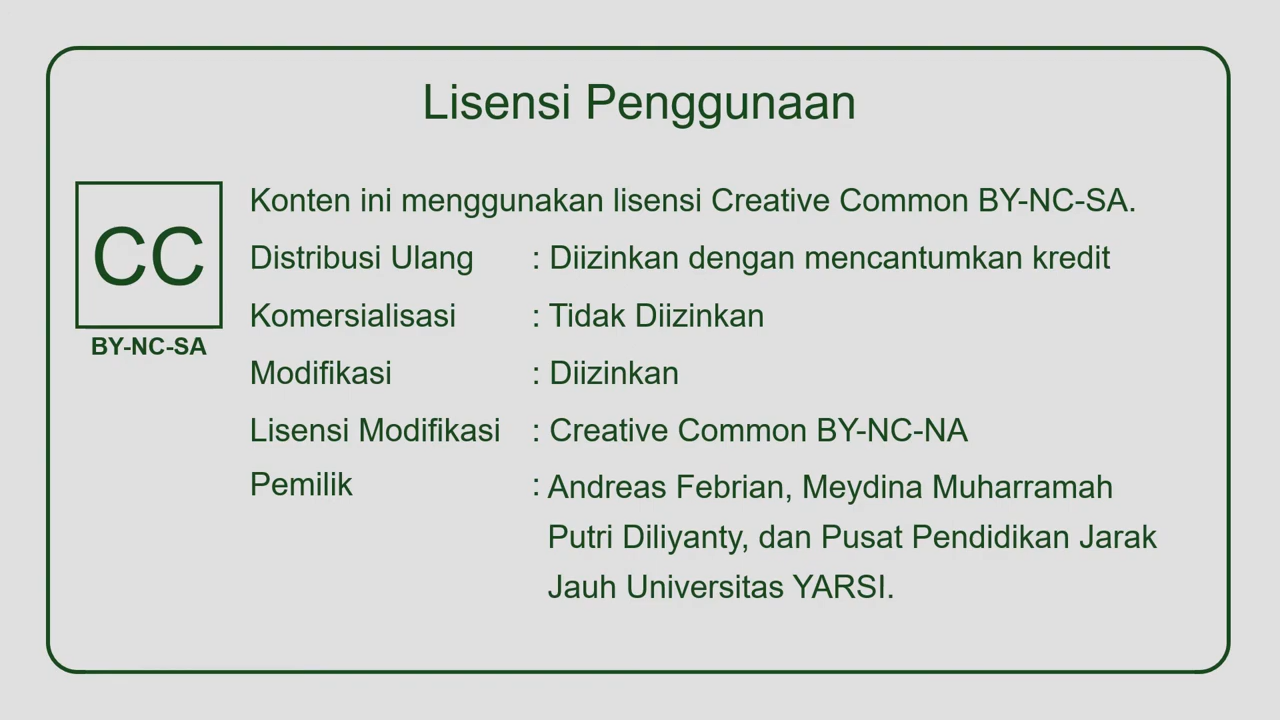 Lisensi Penggunaan
CC
BY-NC-SA
Konten ini menggunakan lisensi Creative Common BY-NC-SA.
Distribusi Ulang : Diizinkan dengan mencantumkan kredit
Komersialisasi : Tidak Diizinkan
Modifikasi : Diizinkan
Lisensi Modifikasi : Creative Common BY-NC-NA
Pemilik : Andreas Febrian, Meydina Muharramah
Putri Diliyanty, dan Pusat Pendidikan Jarak
Jauh Universitas YARSI.